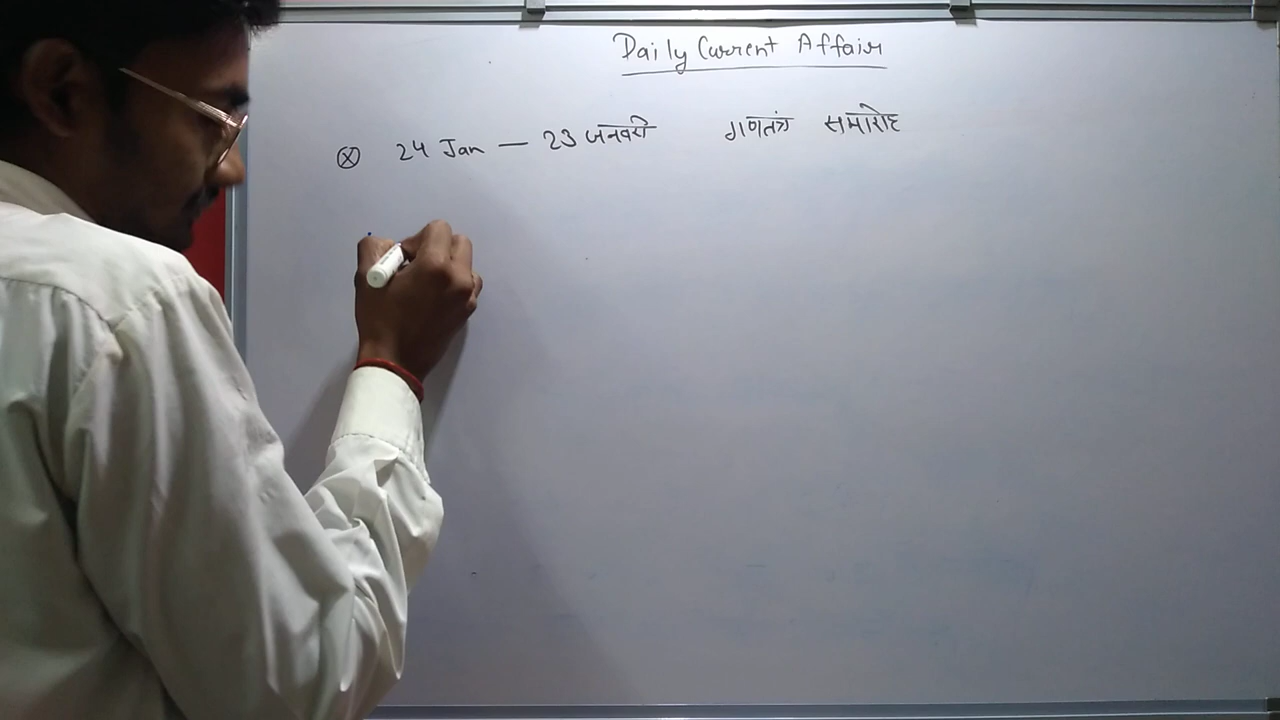 Daily Current Affair
ⓧ 24 Jan — 23 जनवरी गणतंत्र समारोह